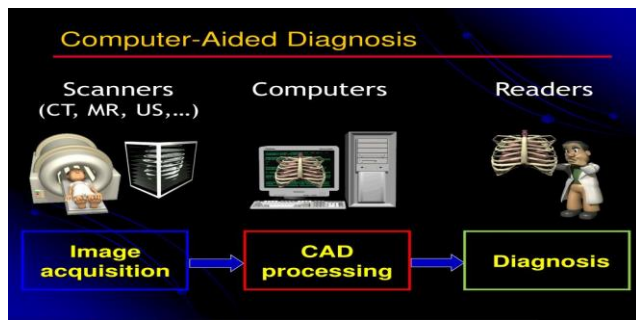 Computer-Aided Diagnosis
Scanners
(CT, MR, US,...)
Computers
Readers
Image
acquisition
CAD
processing
Diagnosis